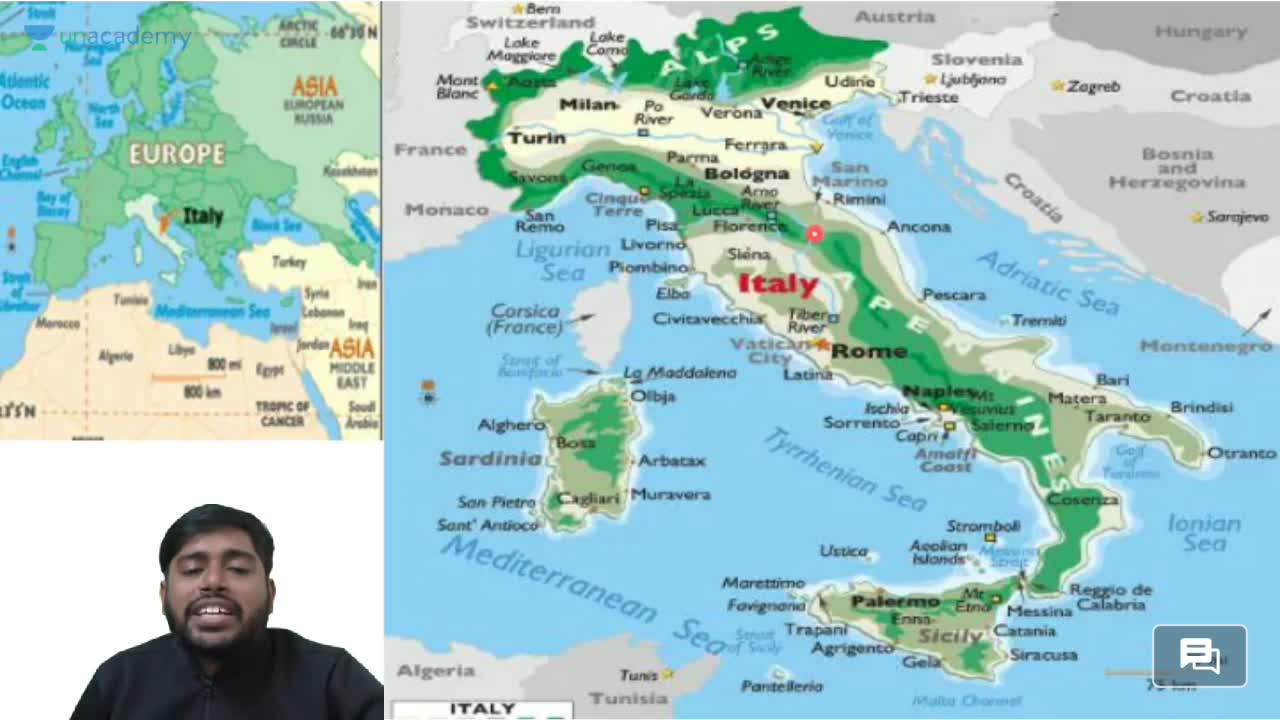 unacademy
Strait
Norwegian
Sea
ARCTIC
CIRCLE
66°30'N
Atlantic
Ocean
North
Sea
ASIA
EUROPEAN
RUSSIA
English
Channel
EUROPE
Kazakhstan
Bay of
Biscay
Italy
Black Sea
Strait
of
Gibraltar
Turkey
Tunisia
Mediterranean Sea
Syria
Lebanon
Iran
Morocco
Israel
Iraq
Jordan
ASIA
MIDDLE
EAST
Algeria
Libya
800 mi
800 km
Egypt
TROPIC OF
CANCER
Saudi
Arabia
Bern
Switzerland
Austria
Hungary
Lake
Maggiore
Lake
Como
ALPS
Adige
River
Slovenia
Ljubljana
Mont
Blanc
Aosta
Lake
Garda
Udine
Zagreb
Trieste
Croatia
Milan
Po
River
Verona
Venice
Gulf of
Venice
Turin
Ferrara
France
Parma
Bologna
Genoa
Savona
La
Spezia
Cinque
Terre
Arno
River
San
Marino
Rimini
Bosnia
and
Herzegovina
Croatia
Monaco
San
Remo
Lucca
Florence
Pisa
Ancona
Sarajevo
Ligurian
Sea
Livorno
Siena
Piombino
Italy
Adriatic Sea
Elba
Pescara
Corsica
(France)
Civitavecchia
Tiber
River
Tremiti
APENNINES
Vatican
City
Rome
Montenegro
Strait of
Bonifacio
La Maddalena
Latina
Olbia
Naples
Mt
Vesuvius
Bari
Matera
Alghero
Ischia
Sorrento
Salerno
Taranto
Brindisi
Capri
Bosa
Amalfi
Coast
Gulf
of
Taranto
Otranto
Sardinia
Arbatax
Tyrrhenian Sea
San Pietro
Cagliari
Muravera
Cosenza
Sant' Antioco
Stromboli
Ionian
Sea
Mediterranean Sea
Ustica
Aeolian
Islands
Messina
Strait
Marettimo
Favignana
Palermo
Mt
Etna
Reggio de
Calabria
Messina
Enna
Trapani
Sicily
Catania
Strait
of Sicily
Agrigento
Siracusa
Gela
Algeria
Tunis
Tunisia
Pantelleria
75 km
Malta Channel
ITALY